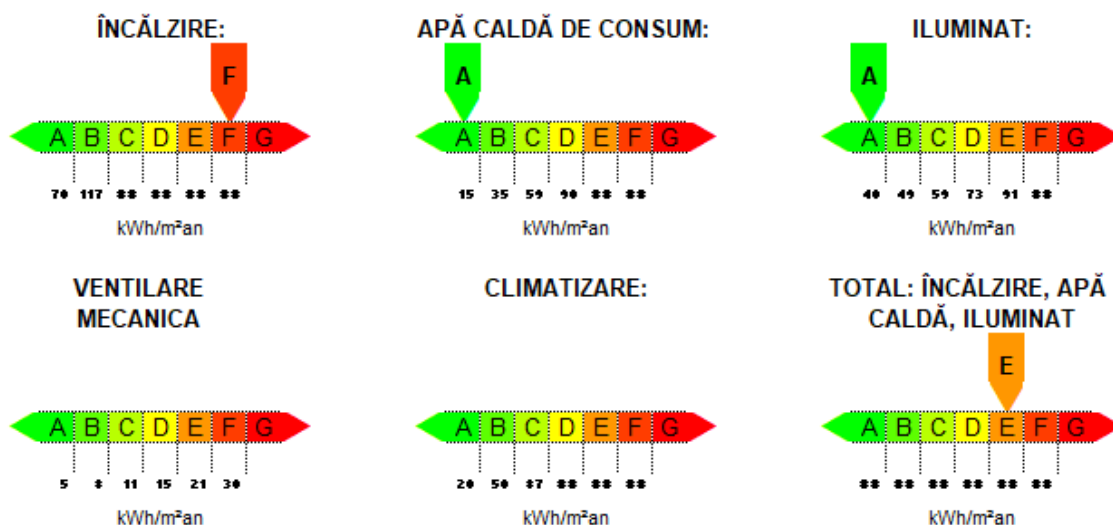 ÎNCĂLZIRE:
F
A B C D E F G
70 117
kWh/m²an
APĂ CALDĂ DE CONSUM:
A
A B C D E F G
15 35 59 90
kWh/m²an
ILUMINAT:
A
A B C D E F G
40 49 59 73 91
kWh/m²an
VENTILARE
MECANICA
A B C D E F G
5 8 11 15 21 30
kWh/m²an
CLIMATIZARE:
A B C D E F G
20 50 87
kWh/m²an
TOTAL: ÎNCĂLZIRE, APĂ
CALDĂ, ILUMINAT
E
A B C D E F G
kWh/m²an